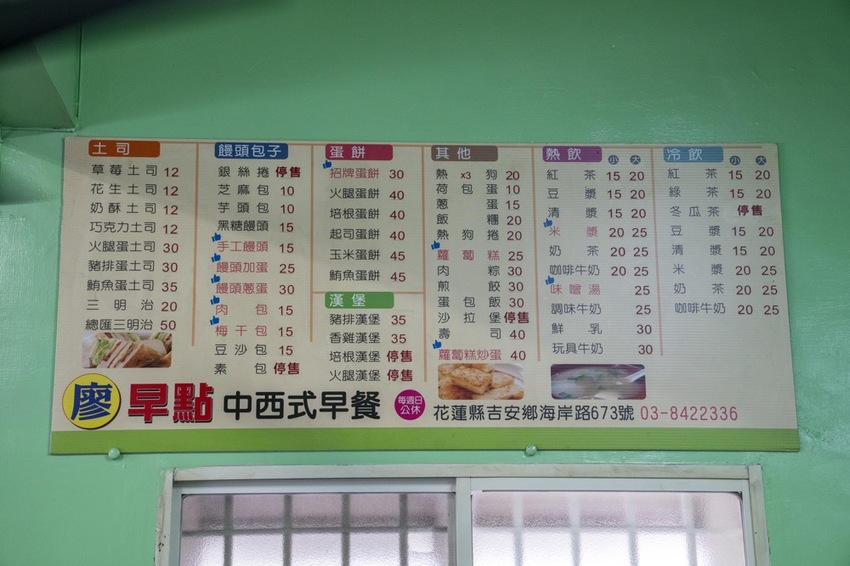 土司
草莓土司 12
花生土司 12
奶酥土司 12
巧克力土司 12
火腿蛋土司 30
豬排蛋土司 30
鮪魚蛋土司 35
三明治 20
總匯三明治 50
饅頭包子
銀絲捲 停售
芝麻包 10
芋頭包 10
黑糖饅頭 15
手工饅頭 15
饅頭加蛋 25
饅頭蔥蛋 30
肉包 15
梅干包 15
豆沙包 15
素包 停售
蛋餅
招牌蛋餅 30
火腿蛋餅 40
培根蛋餅 40
起司蛋餅 40
玉米蛋餅 45
鮪魚蛋餅 45
漢堡
豬排漢堡 35
香雞漢堡 35
培根漢堡 停售
火腿漢堡 停售
其他
熱x3狗 20
荷包蛋 10
蔥蛋 15
飯糰 20
熱狗捲 20
蘿蔔糕 25
肉粽 30
煎餃 30
蛋包飯 30
沙拉堡 停售
壽司 40
蘿蔔糕炒蛋 40
熱飲 小 大
紅茶 15 20
豆漿 15 20
清漿 15 20
米漿 20 25
奶茶 20 25
咖啡牛奶 20 25
味噌湯 25
調味牛奶 25
鮮乳 30
玩具牛奶 30
冷飲 小 大
紅茶 15 20
綠茶 15 20
冬瓜茶 停售
豆漿 15 20
清漿 15 20
米漿 20 25
奶茶 20 25
咖啡牛奶 20 25
廖 早點 中西式早餐
每週日公休
花蓮縣吉安鄉海岸路673號 03-8422336